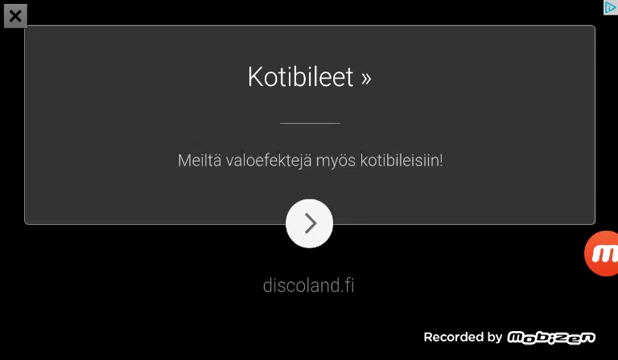 Kotibileet »
Meiltä valoefektejä myös kotibileisiin!
discoland.fi
Recorded by Mobizen